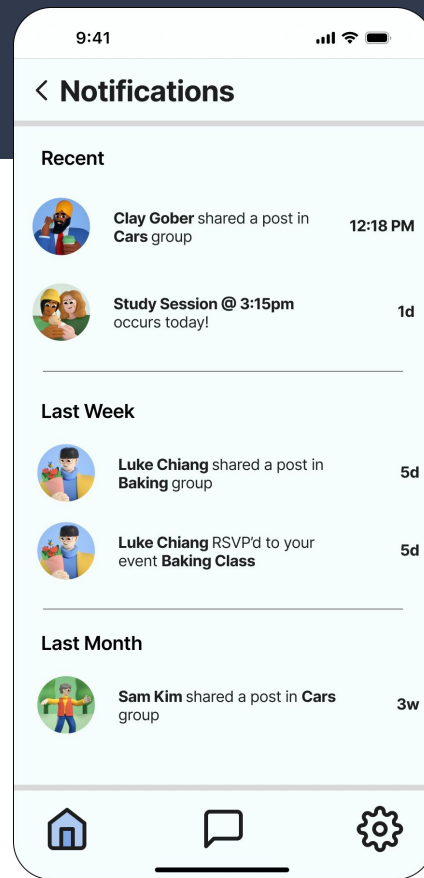 9:41
Notifications
Recent
Clay Gober shared a post in
Cars group
12:18 PM
Study Session @ 3:15pm
occurs today!
1d
Last Week
Luke Chiang shared a post in
Baking group
5d
Luke Chiang RSVP'd to your
event Baking Class
5d
Last Month
Sam Kim shared a post in Cars
group
3w